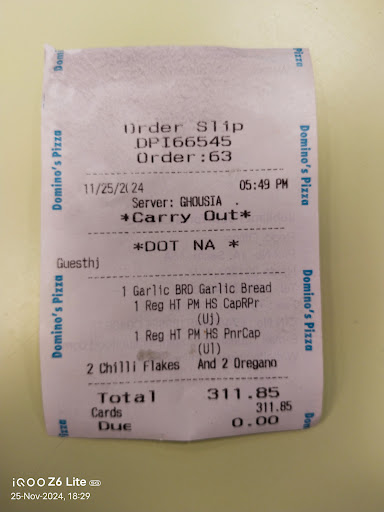 Domino's Pizza
Order Slip
DPI66545
Order:63
11/25/2024 05:49 PM
Server: GHOUSIA .
*Carry Out*
*DOT NA *
Guesthj
1 Garlic BRD Garlic Bread
1 Reg HT PM HS CapRPr
(Uj)
1 Reg HT PM HS PnrCap
(Ul)
2 Chilli Flakes And 2 Oregano
Total 311.85
Cards 311.85
Due 0.00
Domino's Pizza
Domino's Pizza
Domino's Pizza
iQOO Z6 Lite 5G
25-Nov-2024, 18:29